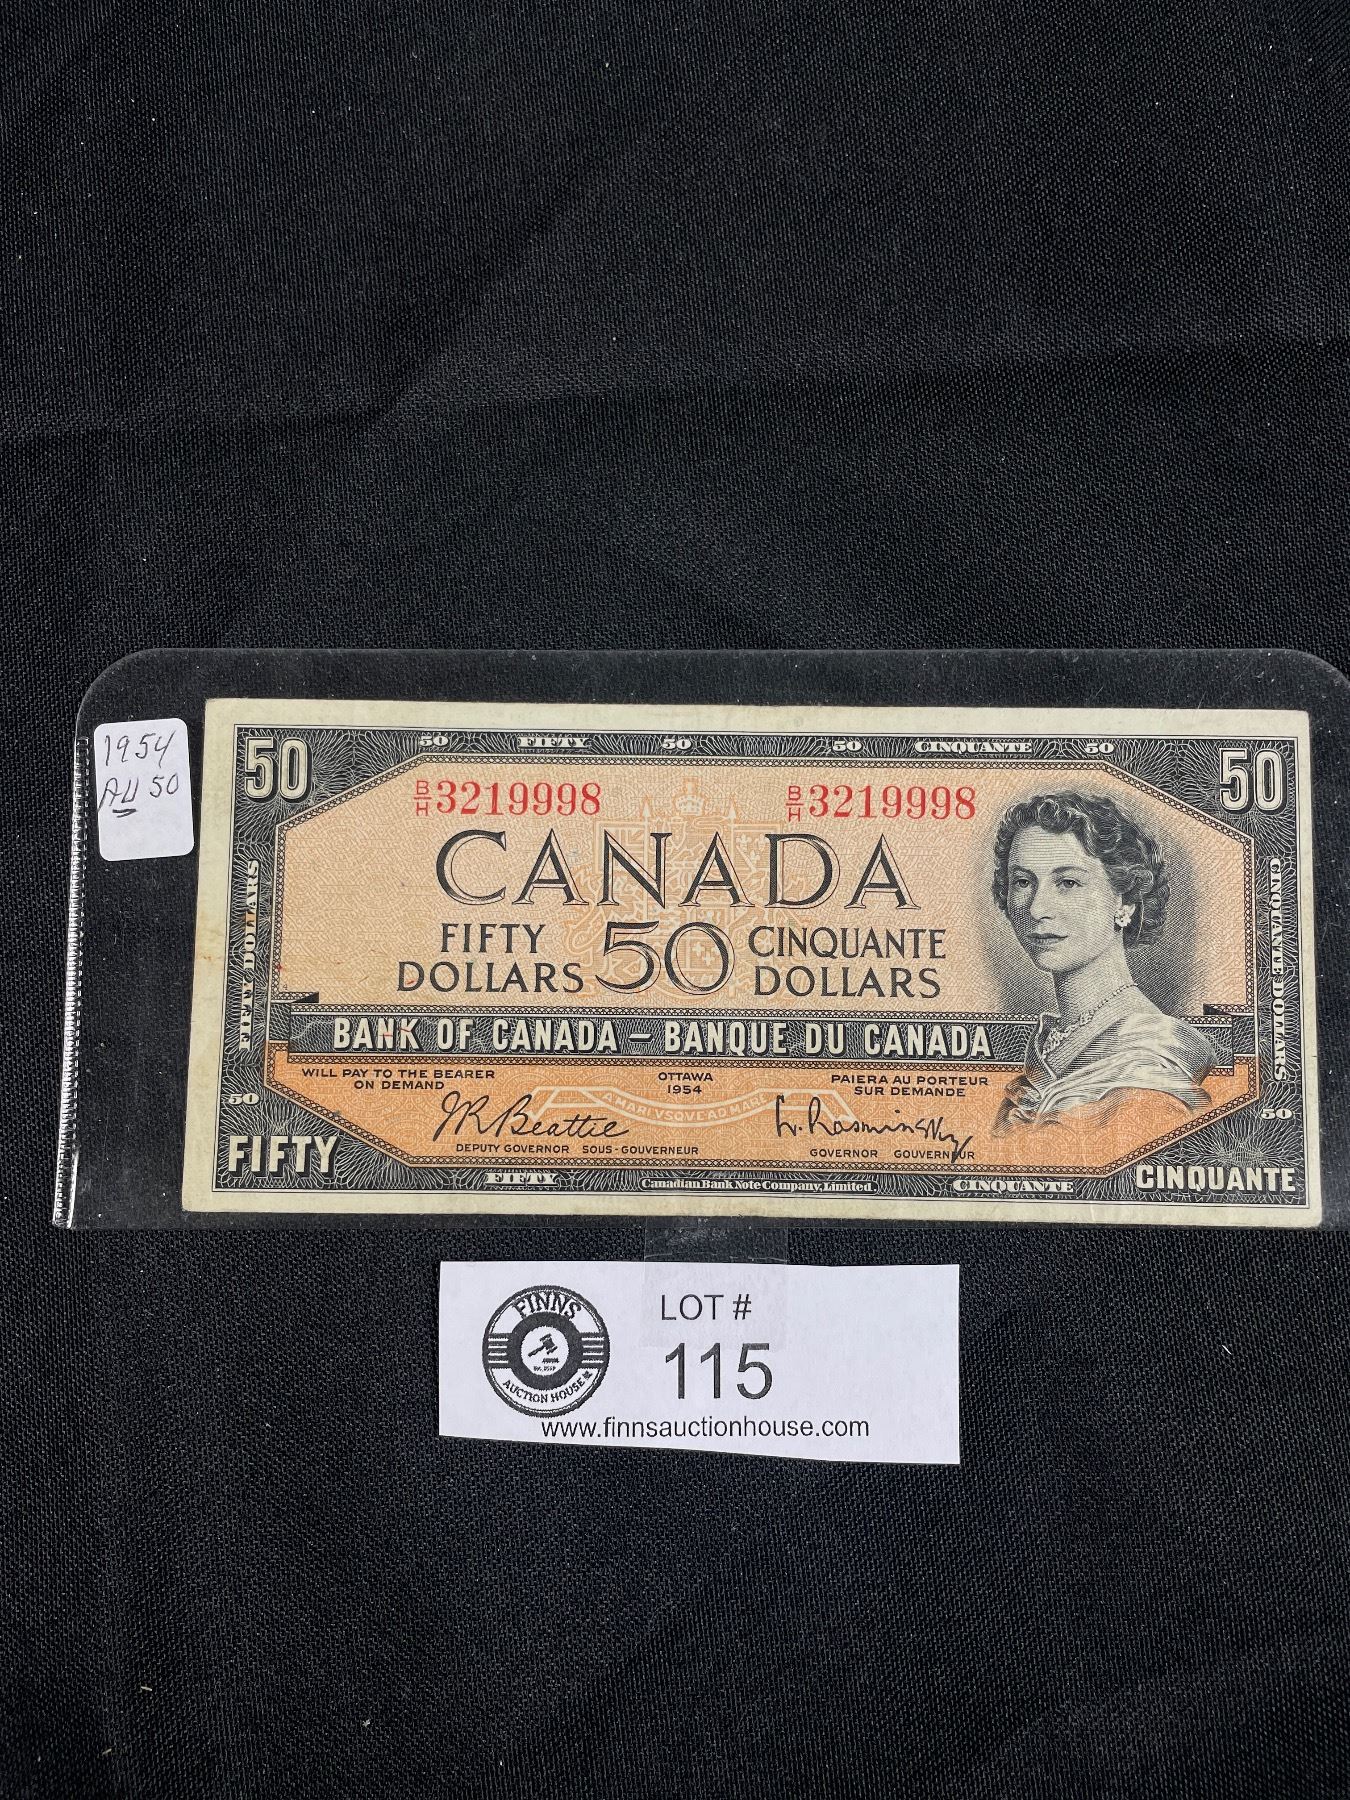 1954
AU 50
50 50 FIFTY 50 50 CINQUANTE 50 50
B/H 3219998 B/H 3219998
CANADA
FIFTY DOLLARS
FIFTY 50 CINQUANTE
DOLLARS DOLLARS
CINQUANTE DOLLARS
BANK OF CANADA – BANQUE DU CANADA
WILL PAY TO THE BEARER
ON DEMAND
OTTAWA
1954
PAIERA AU PORTEUR
SUR DEMANDE
A MARI VSQVE AD MARE
J.R. Beattie L. Rasminsky
DEPUTY GOVERNOR SOUS-GOUVERNEUR GOVERNOR GOUVERNEUR
50 50
FIFTY CINQUANTE
FIFTY Canadian Bank Note Company, Limited. CINQUANTE
FINNS
AUCTION HOUSE
LOT #
115
www.finnsauctionhouse.com